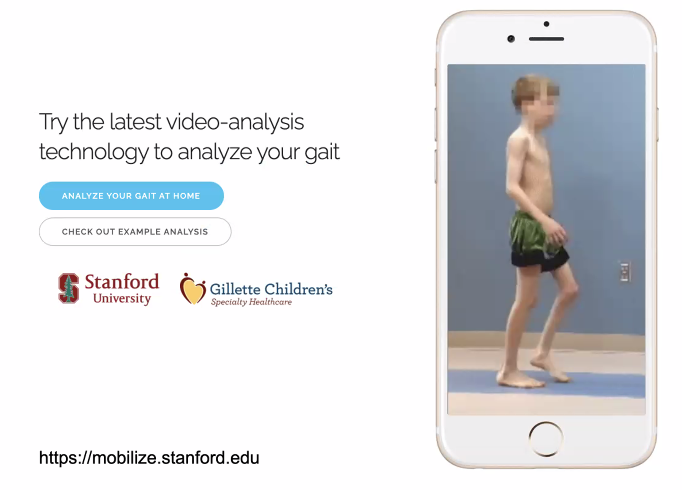 Try the latest video-analysis
technology to analyze your gait
ANALYZE YOUR GAIT AT HOME
CHECK OUT EXAMPLE ANALYSIS
Stanford
University
Gillette Children's
Specialty Healthcare
https://mobilize.stanford.edu